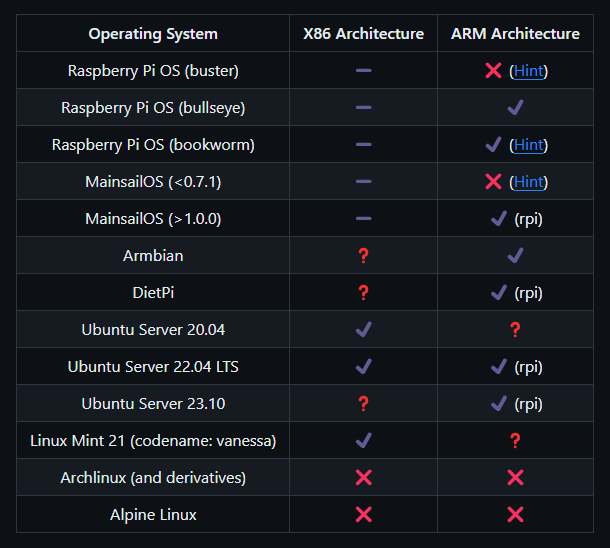 Operating System X86 Architecture ARM Architecture
Raspberry Pi OS (buster) ➖ ❌ (Hint)
Raspberry Pi OS (bullseye) ➖ ✔
Raspberry Pi OS (bookworm) ➖ ✔ (Hint)
MainsailOS (<0.7.1) ➖ ❌ (Hint)
MainsailOS (>1.0.0) ➖ ✔ (rpi)
Armbian ❓ ✔
DietPi ❓ ✔ (rpi)
Ubuntu Server 20.04 ✔ ❓
Ubuntu Server 22.04 LTS ✔ ✔ (rpi)
Ubuntu Server 23.10 ❓ ✔ (rpi)
Linux Mint 21 (codename: vanessa) ✔ ❓
Archlinux (and derivatives) ❌ ❌
Alpine Linux ❌ ❌